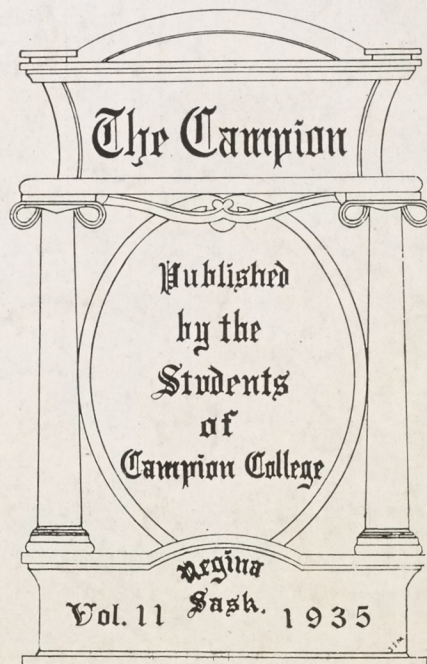 The Campion
Published
by the
Students
of
Campion College
Regina
Sask.
Vol. 11 1935